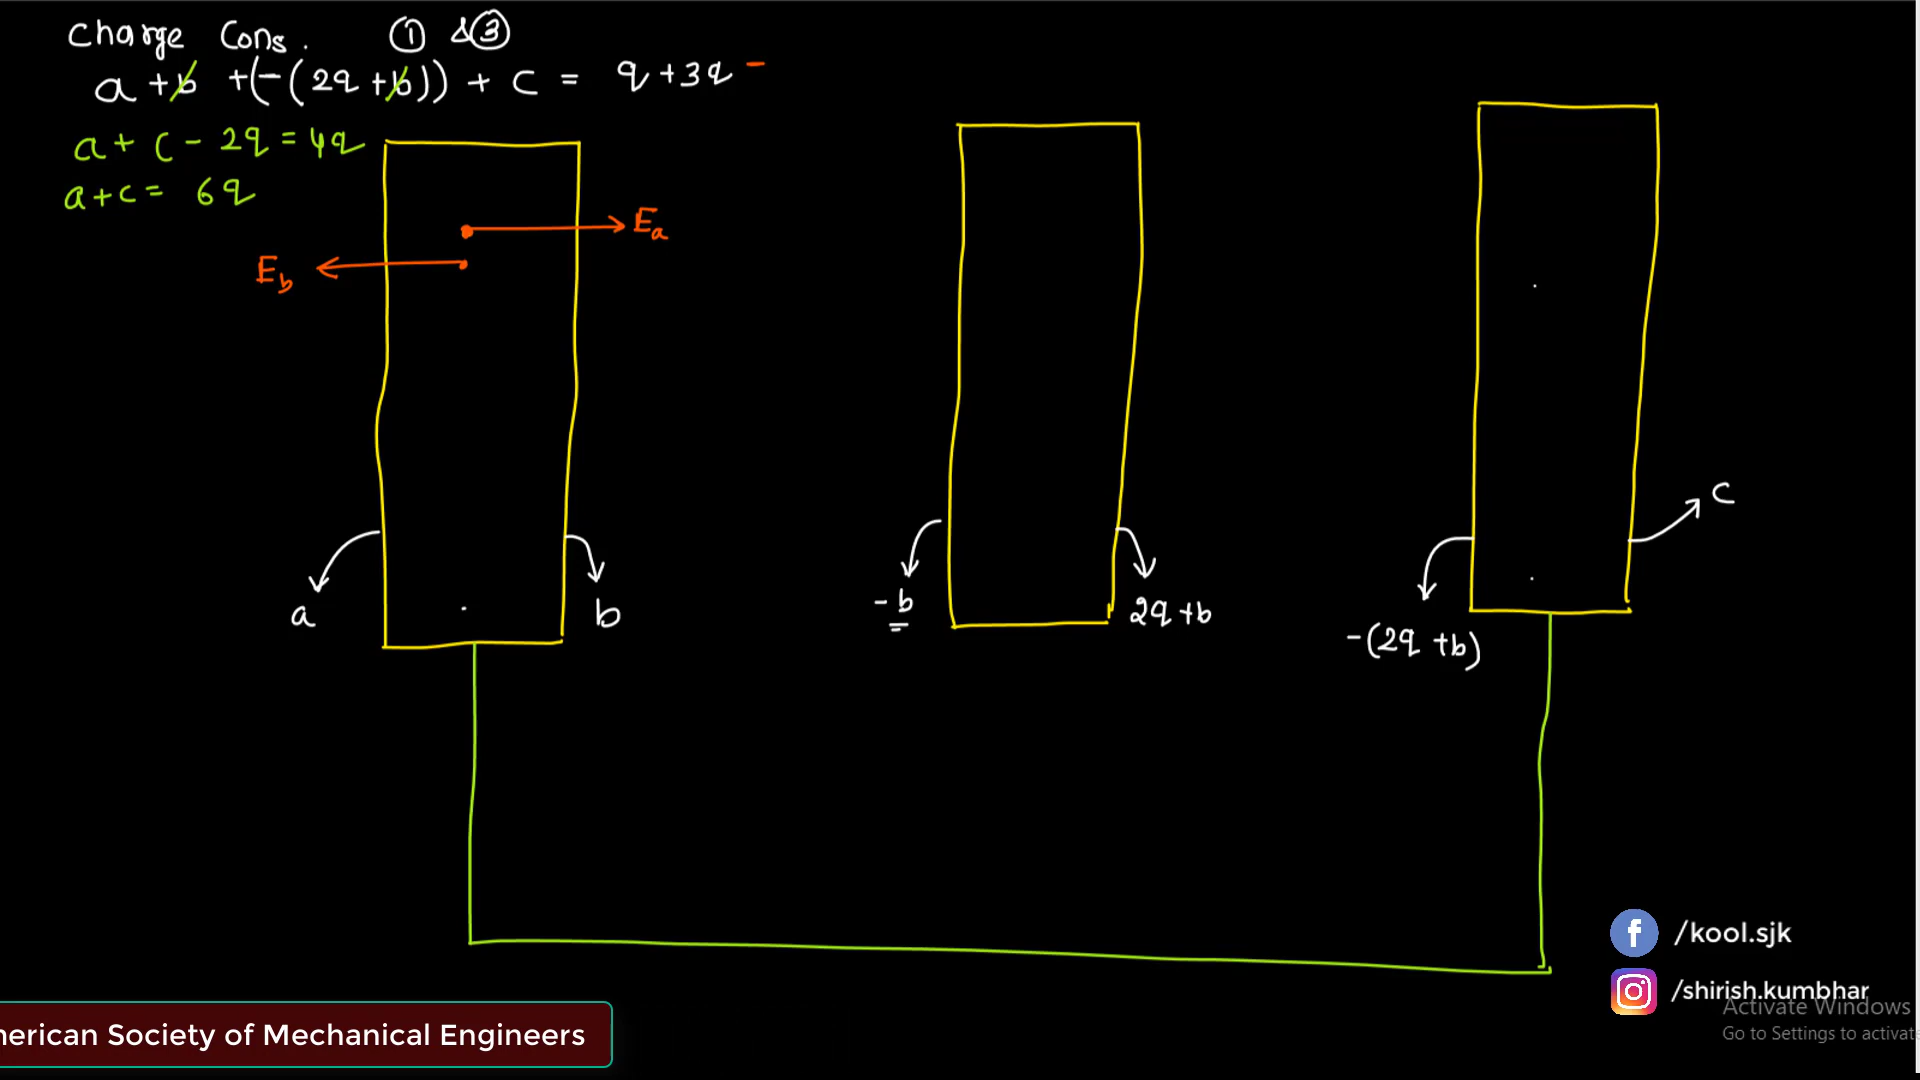 Charge Cons. ① & ③
a + b + (-(2q + b)) + c = q + 3q -
a + c - 2q = 4q
a + c = 6q
Ea
Eb
c
a
b
-b
2q + b
-(2q + b)
/kool.sjk
/shirish.kumbhar
Activate Windows
Go to Settings to activat
merican Society of Mechanical Engineers